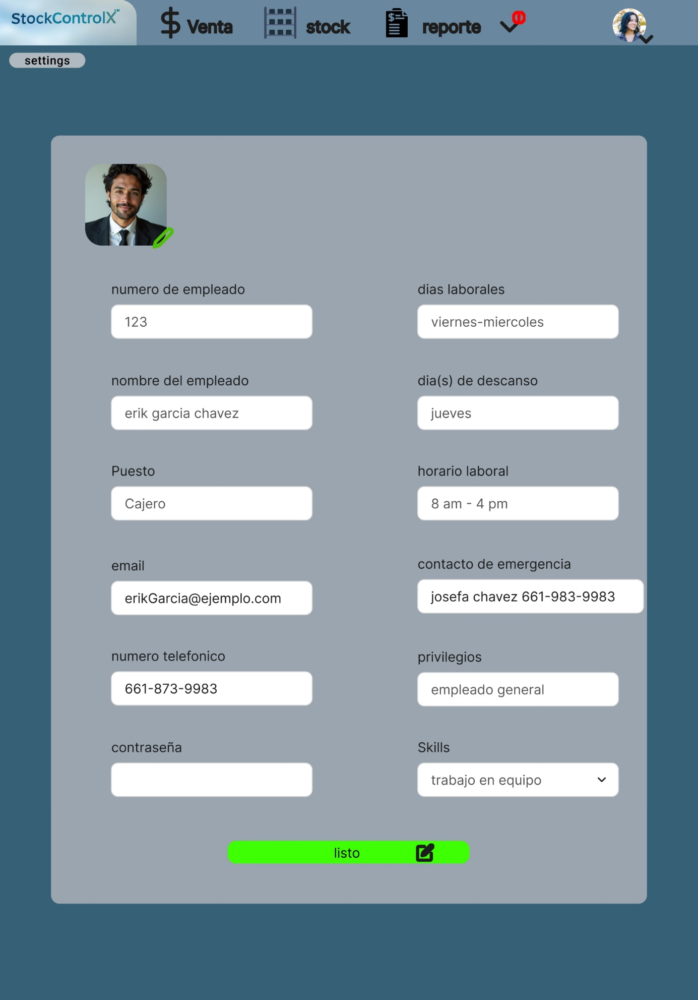 StockControlX
$ Venta
stock
reporte
settings
numero de empleado
123
dias laborales
viernes-miercoles
nombre del empleado
erik garcia chavez
dia(s) de descanso
jueves
Puesto
Cajero
horario laboral
8 am - 4 pm
email
erikGarcia@ejemplo.com
contacto de emergencia
josefa chavez 661-983-9983
numero telefonico
661-873-9983
privilegios
empleado general
contraseña
Skills
trabajo en equipo
listo